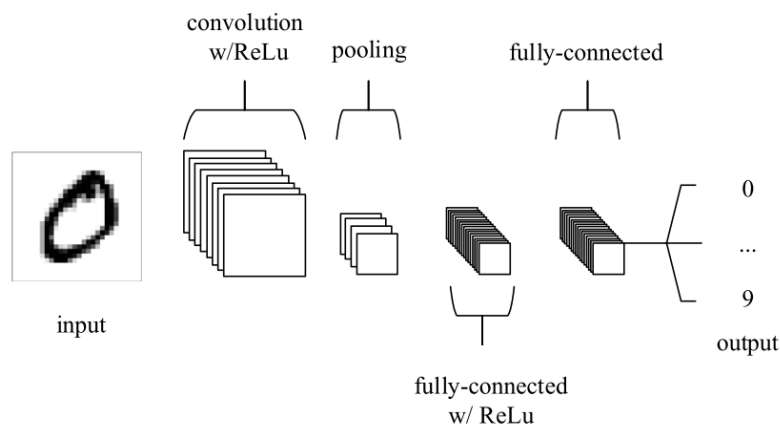 convolution
w/ReLu
pooling
fully-connected
input
fully-connected
w/ ReLu
0
...
9
output